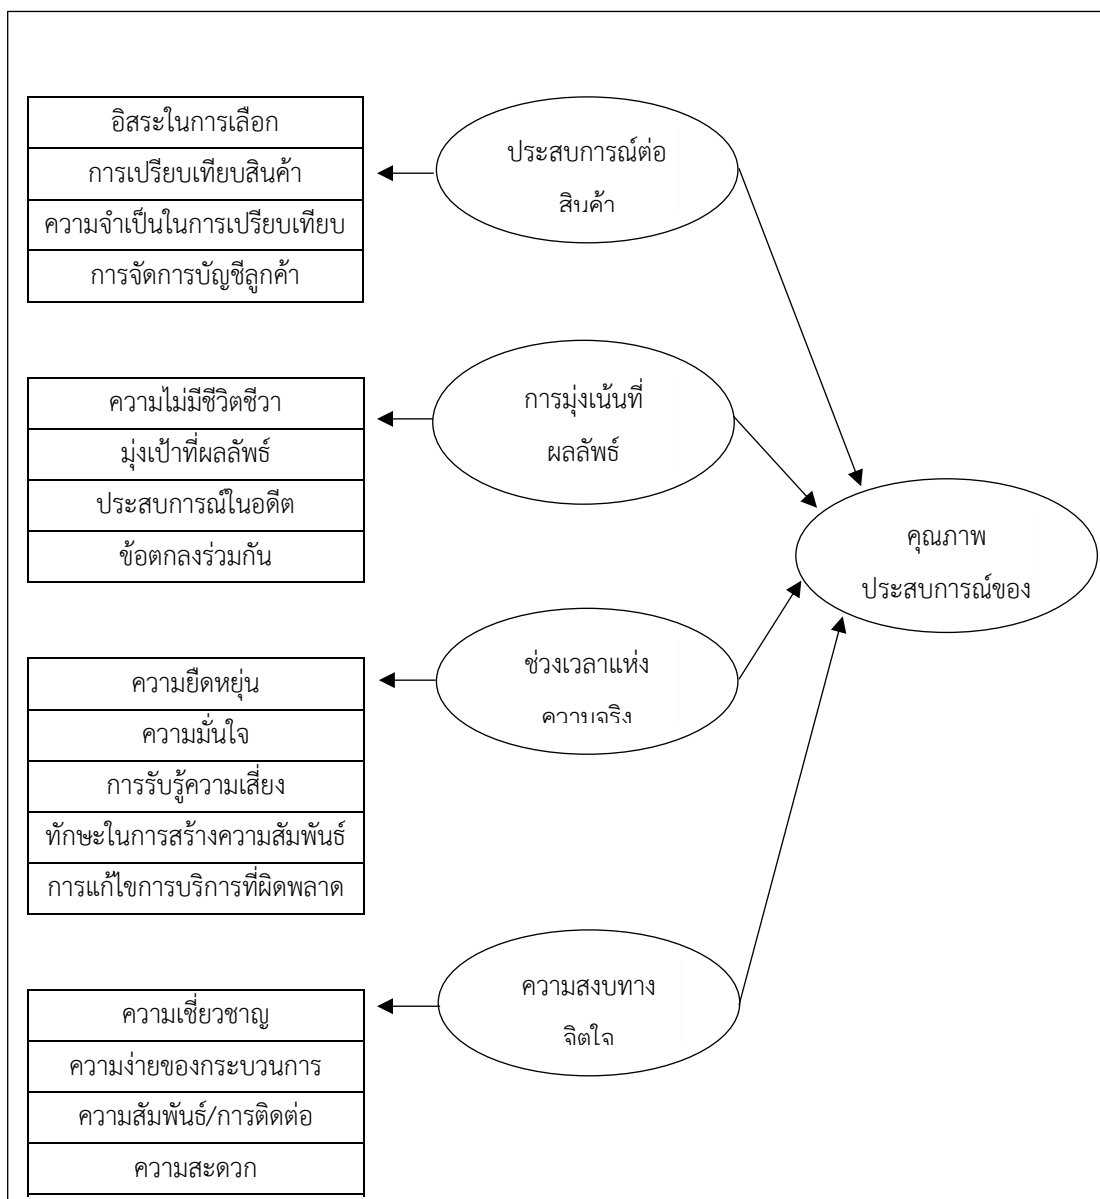 อิสระในการเลือก
การเปรียบเทียบสินค้า
ความจำเป็นในการเปรียบเทียบ
การจัดการบัญชีลูกค้า
ประสบการณ์ต่อ
สินค้า
ความไม่มีชีวิตชีวา
มุ่งเป้าที่ผลลัพธ์
ประสบการณ์ในอดีต
ข้อตกลงร่วมกัน
การมุ่งเน้นที่
ผลลัพธ์
คุณภาพ
ประสบการณ์ของ
ความยืดหยุ่น
ความมั่นใจ
การรับรู้ความเสี่ยง
ทักษะในการสร้างความสัมพันธ์
การแก้ไขการบริการที่ผิดพลาด
ช่วงเวลาแห่ง
ความจริง
ความเชี่ยวชาญ
ความง่ายของกระบวนการ
ความสัมพันธ์/การติดต่อ
ความสะดวก
ความสงบทาง
จิตใจ